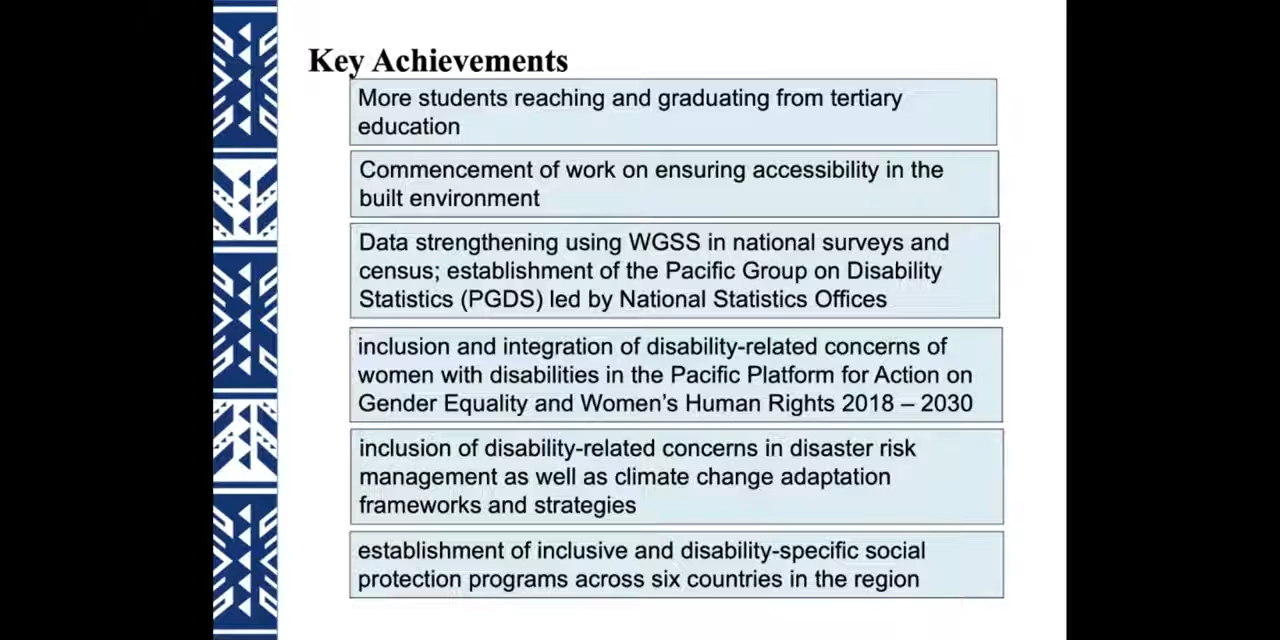 Key Achievements
More students reaching and graduating from tertiary
education
Commencement of work on ensuring accessibility in the
built environment
Data strengthening using WGSS in national surveys and
census; establishment of the Pacific Group on Disability
Statistics (PGDS) led by National Statistics Offices
inclusion and integration of disability-related concerns of
women with disabilities in the Pacific Platform for Action on
Gender Equality and Women’s Human Rights 2018 – 2030
inclusion of disability-related concerns in disaster risk
management as well as climate change adaptation
frameworks and strategies
establishment of inclusive and disability-specific social
protection programs across six countries in the region